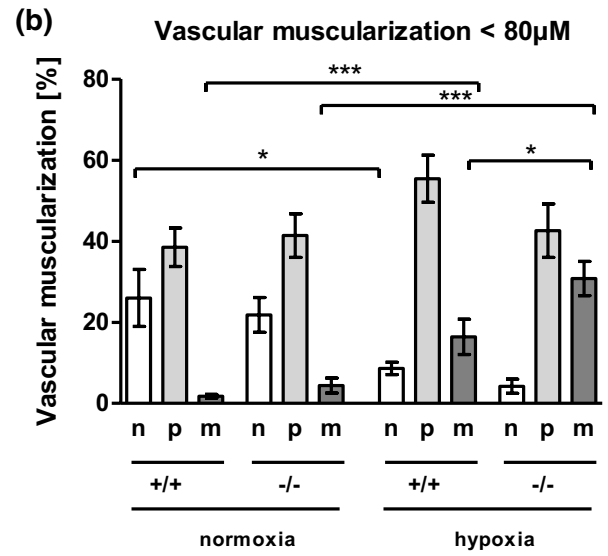 (b)
Vascular muscularization < 80µM
Vascular muscularization [%]
80
60
40
20
0
***
***
*
*
n p m n p m n p m n p m
+/+ -/- +/+ -/-
normoxia hypoxia